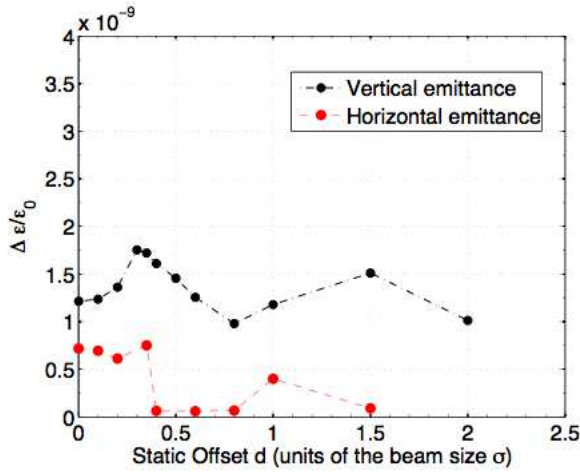 x 10⁻⁹
4
3.5
3
2.5
2
1.5
1
0.5
0
Δ ε/ε₀
Vertical emittance
Horizontal emittance
0 0.5 1 1.5 2 2.5
Static Offset d (units of the beam size σ)